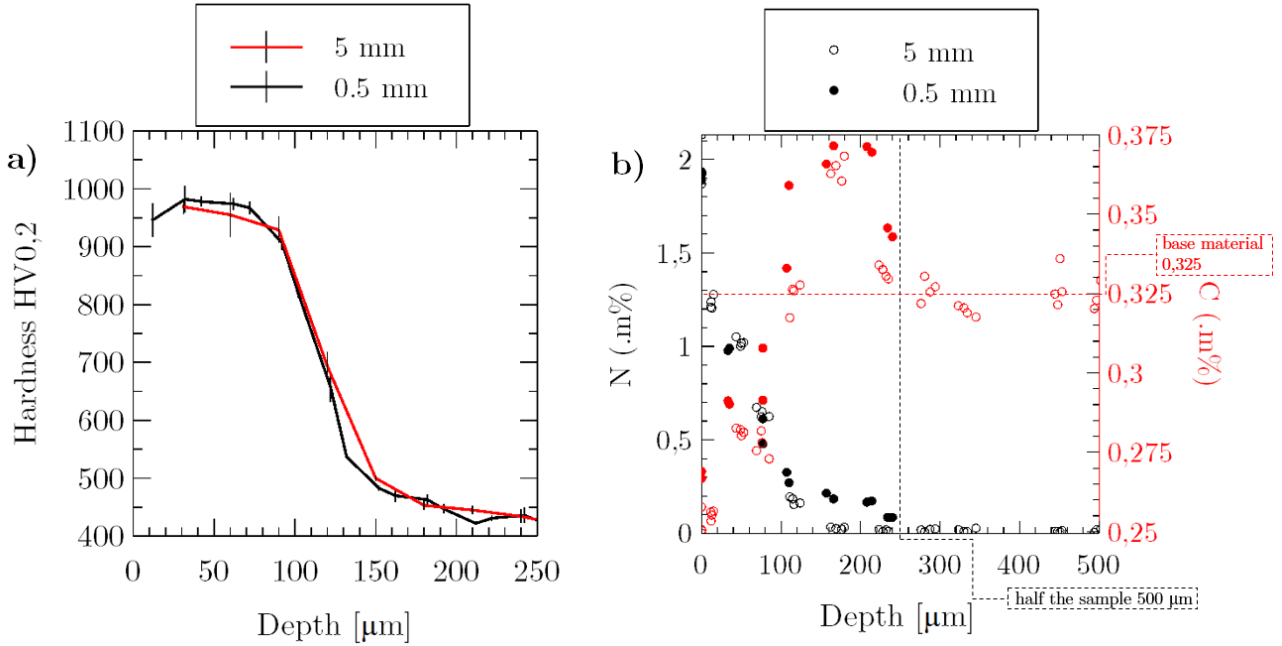 5 mm
0.5 mm
a)
1100
1000
900
800
700
600
500
400
0
50
100
150
200
250
Hardness HV0,2
Depth [μm]
5 mm
0.5 mm
b)
2
1,5
1
0,5
0
N (.m%)
0
100
200
300
400
500
Depth [μm]
0,375
0,35
0,325
0,3
0,275
0,25
C (.m%)
base material
0,325
half the sample 500 μm